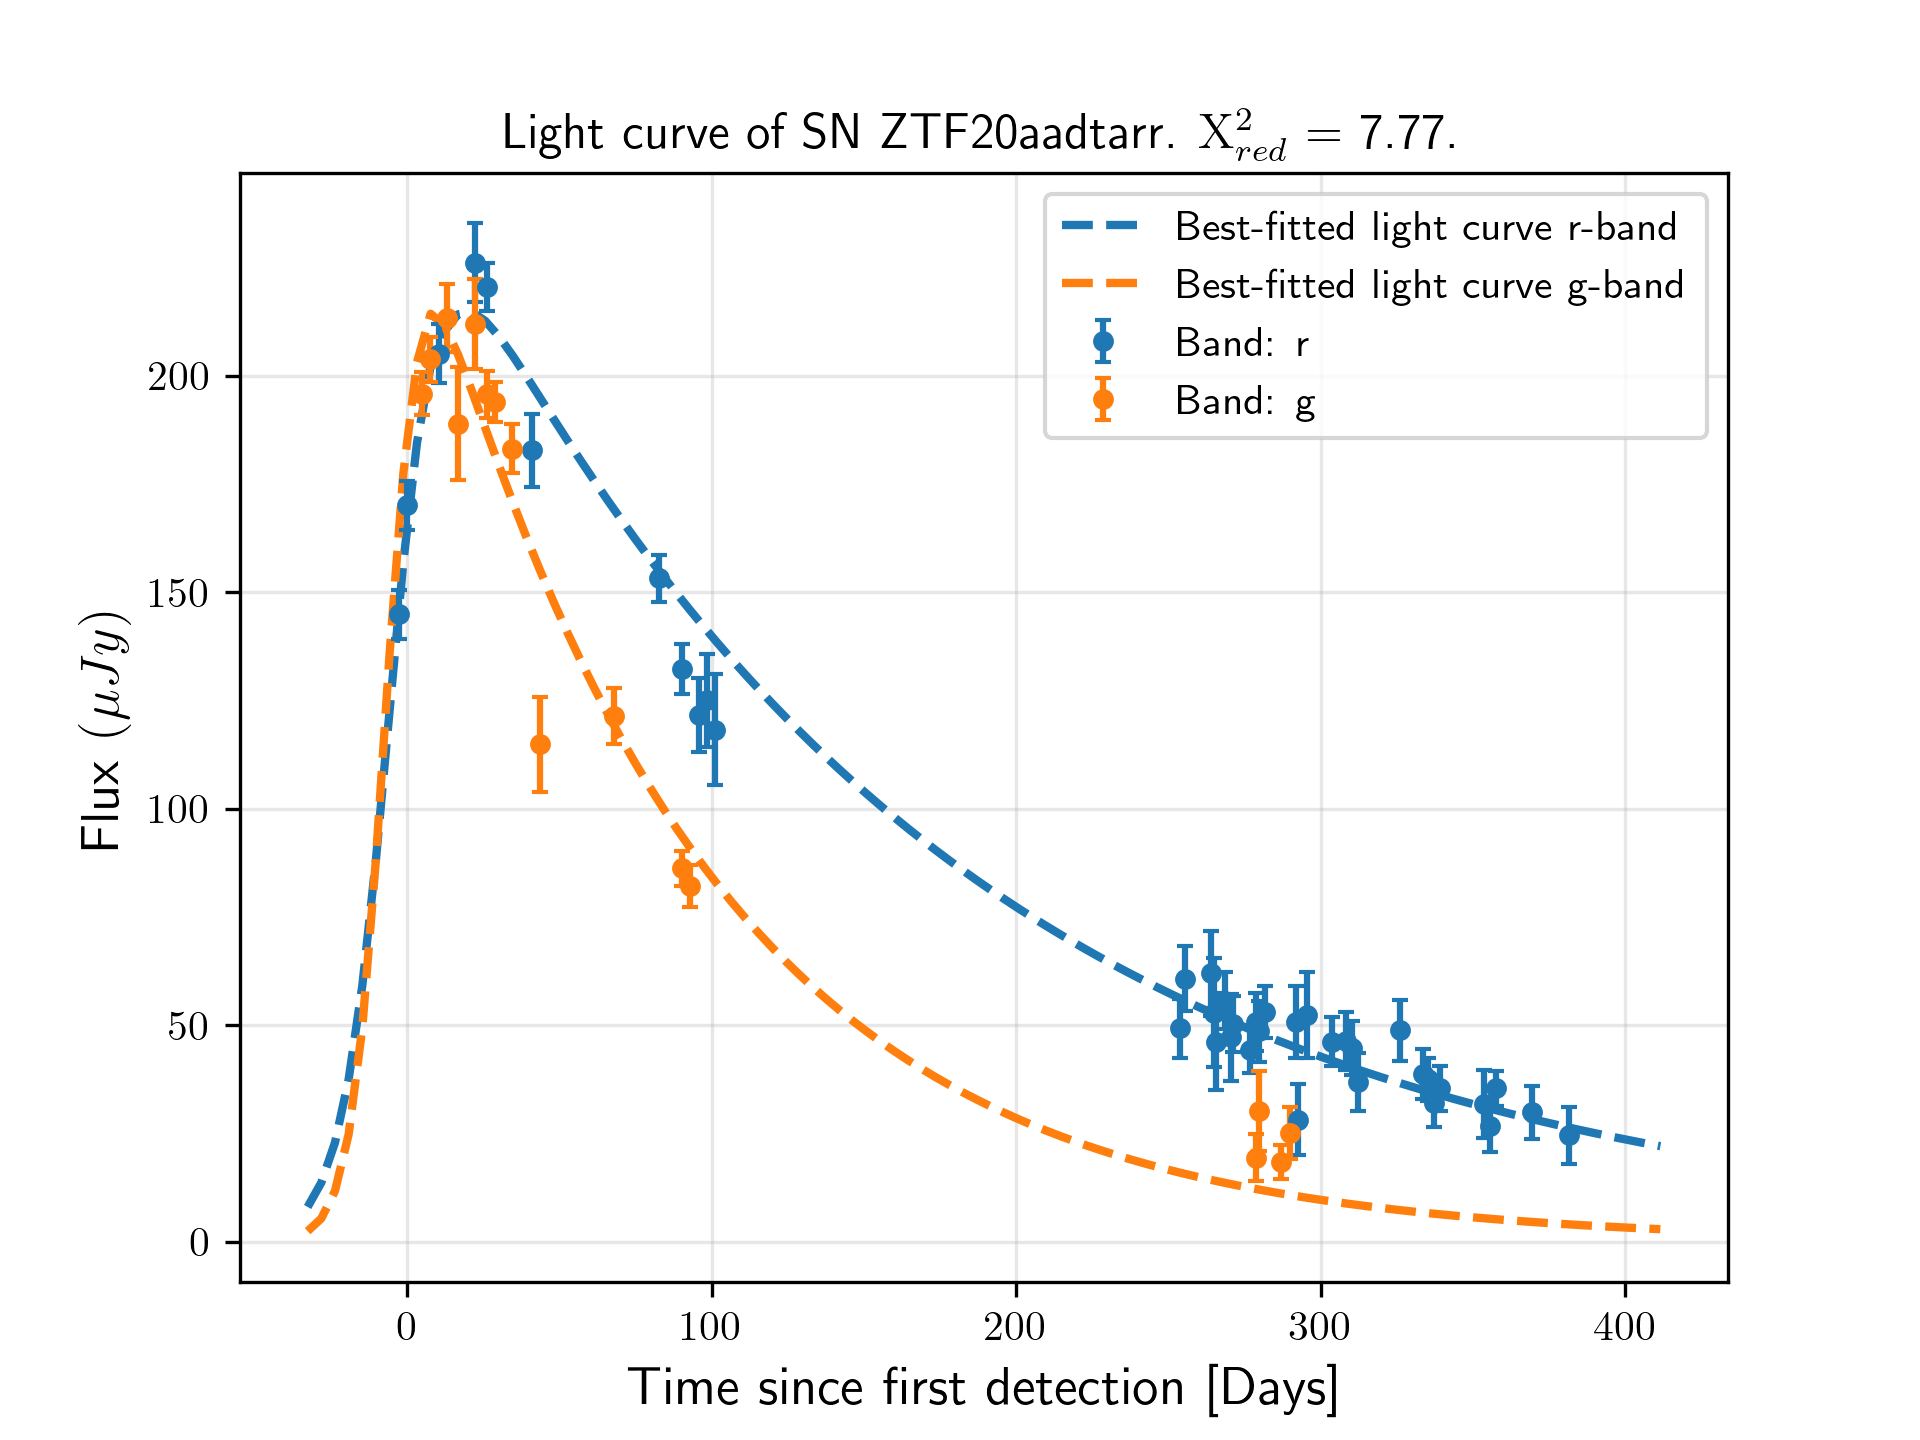 Light curve of SN ZTF20aadtarr. Χ²_red = 7.77.
Best-fitted light curve r-band
Best-fitted light curve g-band
Band: r
Band: g
Flux (μJy)
200
150
100
50
0
0 100 200 300 400
Time since first detection [Days]